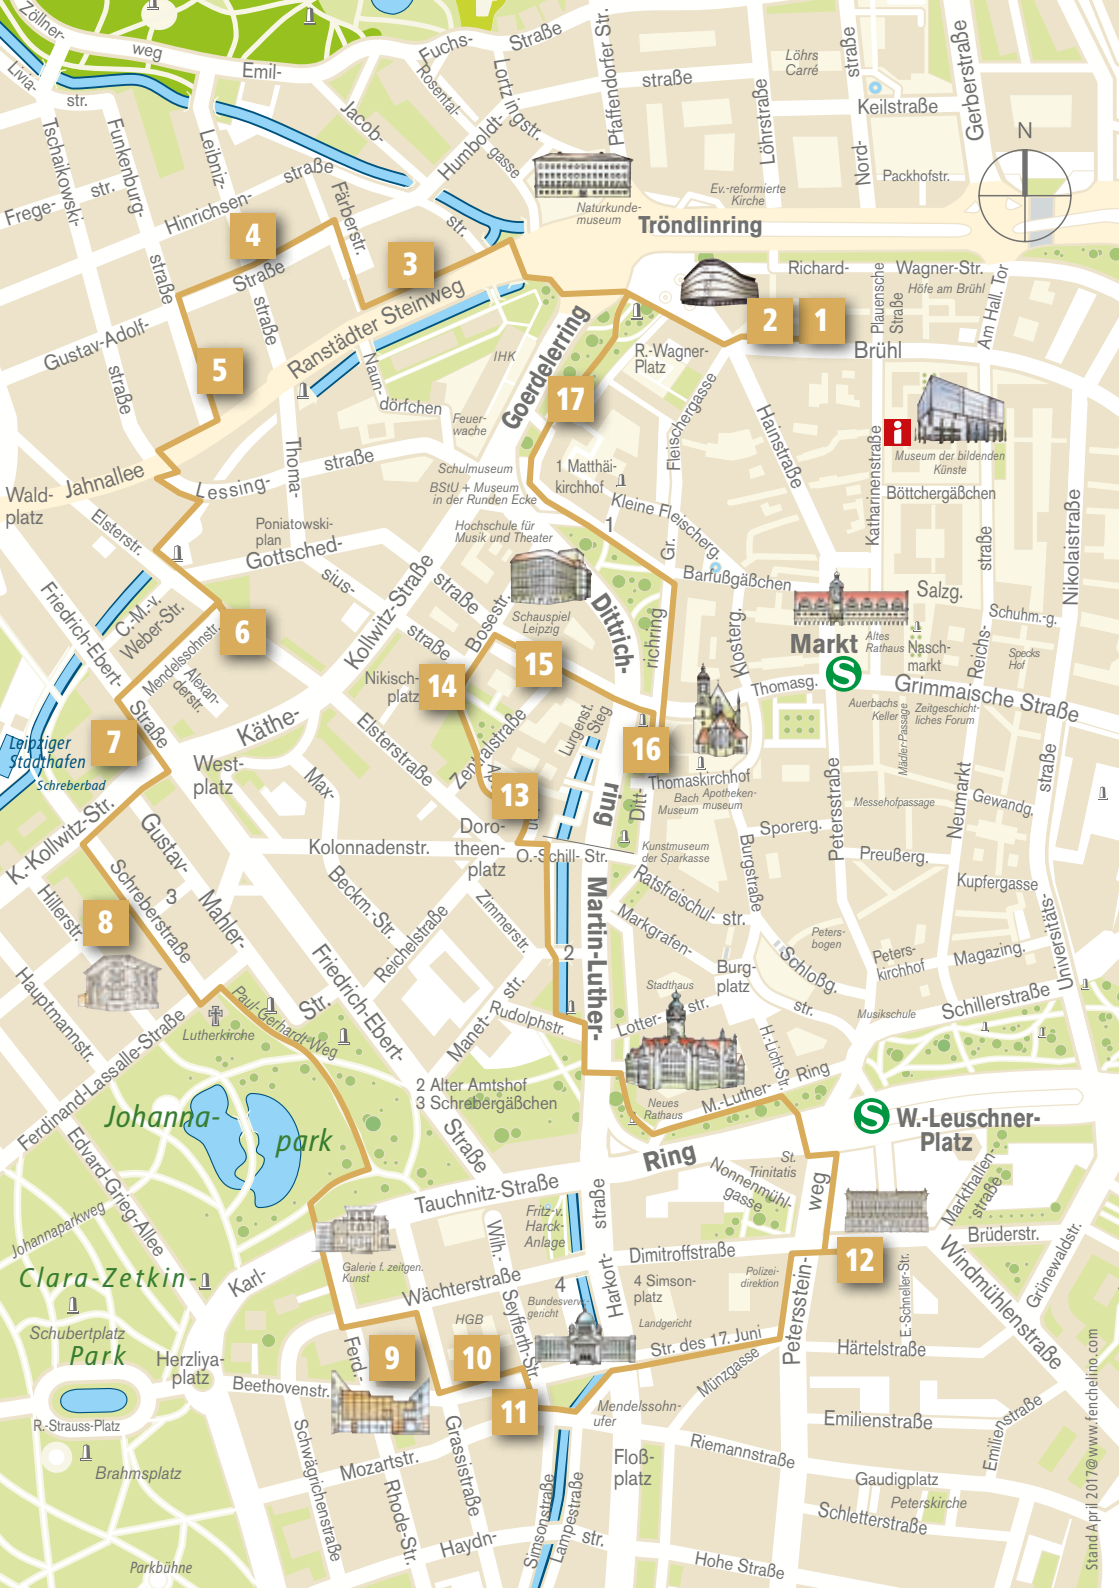 Zöllner-
weg
Livia-
str.
Emil-
Fuchs-
Straße
Rosental-
gasse
Lortzingstr.
Pfaffendorfer Str.
straße
Löhrs
Carré
straße
Nord-
Gerberstraße
Keilstraße
Lohrstraße
Packhofstr.
N
Tschaikowski-
Funkenburg-
Leibniz-
Jacob-
Humboldt-
str.
straße
Hinrichsen-
Frege-
str.
Färberstr.
Naturkunde-
museum
Ev.-reformierte
Kirche
Tröndlinring
4
3
Straße
straße
straße
straße
Ranstädter Steinweg
Richard-
Wagner-Str.
Höfe am Brühl
Plauensche
Straße
Am Hall. Tor
2
1
Brühl
Gustav-Adolf-
5
IHK
Goerdelerring
R.-Wagner-
Platz
17
Naun-
dörfchen
Feuer-
wache
Fleischergasse
Hainstraße
Katharinenstraße
i
Museum der bildenden
Künste
Böttchergäßchen
Thoma-
straße
Lessing-
Schulmuseum
BStU + Museum
in der Runden Ecke
1 Matthäi-
kirchhof
Kleine Fleischerg.
1
Gr.
Wald-
platz
Jahnallee
Elsterstr.
Poniatowski-
plan
Gottsched-
sius-
straße
straße
Hochschule für
Musik und Theater
Kollwitz-Straße
Bosestr.
Schauspiel
Leipzig
Dittrich-
richring
Barfußgäßchen
Klosterg.
Salzg.
straße
Reichs-
Nikolaistraße
Schuhm.-g.
Markt
Altes
Rathaus
Nasch-
markt
Specks
Hof
S
Friedrich-Ebert-
Straße
C.-M.-v.
Weber-Str.
Mendelssohnstr.
Alexan-
derstr.
6
15
Nikisch-
platz
14
Thomasg.
Grimmaische Straße
Auerbachs
Keller
Mädler-Passage
Zeitgeschicht-
liches Forum
Leipziger
Stadthafen
Schreberbad
7
Käthe-
West-
platz
Elsterstraße
Zentralstraße
Lurgenst.
Steg
16
13
Thomaskirchhof
Bach
Museum
Apotheken-
museum
Ditt-
ring
Petersstraße
Messehofpassage
Neumarkt
Gewandg.
straße
Max-
Doro-
theen-
platz
O.-Schill- Str.
Kunstmuseum
der Sparkasse
Sporerg.
Burgstraße
Preußerg.
Kupfergasse
K.-Kollwitz-Str.
Kolonnadenstr.
Gustav-
Mahler-
Str.
Schreberstraße
3
Hillerstr.
8
Beckm.-Str.
Reichelstraße
Zimmerstr.
Martin-Luther-
Ratsfreischul-
str.
Markgrafen-
Universitäts-
Peters-
bogen
Peters-
kirchhof
Magazing.
2
Schloßg.
str.
Burg-
platz
Stadthaus
Lotter-
str.
Musikschule
Schillerstraße
Hauptmannstr.
Friedrich-Ebert-
Straße
Manet-
str.
Rudolphstr.
Paul-Gerhardt-Weg
Lutherkirche
H.-Licht-Str.
Neues
Rathaus
M.-Luther-
Ring
Ferdinand-Lassalle-Straße
2 Alter Amtshof
3 Schrebergäßchen
Johanna-
park
S
W.-Leuschner-
Platz
Ring
St.
Trinitatis
Nonnenmühl-
gasse
weg
Markthallen-
straße
Edvard-Grieg-Allee
Johannaparkweg
Tauchnitz-Straße
Fritz-v.
Harck-
Anlage
straße
Dimitroffstraße
12
Brüderstr.
Windmühlenstraße
Grünewaldstr.
Clara-Zetkin-
Park
Karl-
Galerie f. zeitgen.
Kunst
Wächterstraße
Wilh.-
Seyfferth-Str.
4
Bundesverw.-
gericht
Harkort-
4 Simson-
platz
Polizei-
direktion
Landgericht
Str. des 17. Juni
Petersstein-
E.-Schneller-Str.
Härtelstraße
Schubertplatz
Herzliya-
platz
HGB
Ferd.-
9
10
11
Beethovenstr.
Münzgasse
Mendelssohn-
ufer
R.-Strauss-Platz
Brahmsplatz
Schwägrichenstraße
Mozartstr.
Rhode-Str.
Grassistraße
Haydn-
str.
Simsonstraße
Lampestraße
Floß-
platz
Riemannstraße
Emilienstraße
Emilienstraße
Gaudigplatz
Peterskirche
Schletterstraße
Hohe Straße
Parkbühne
Stand April 2017@www.fenchelino.com